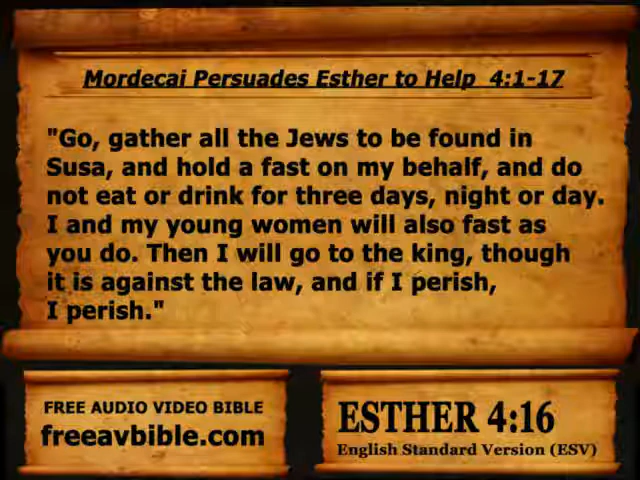 Mordecai Persuades Esther to Help 4:1-17
"Go, gather all the Jews to be found in
Susa, and hold a fast on my behalf, and do
not eat or drink for three days, night or day.
I and my young women will also fast as
you do. Then I will go to the king, though
it is against the law, and if I perish,
I perish."
FREE AUDIO VIDEO BIBLE
freeavbible.com
ESTHER 4:16
English Standard Version (ESV)